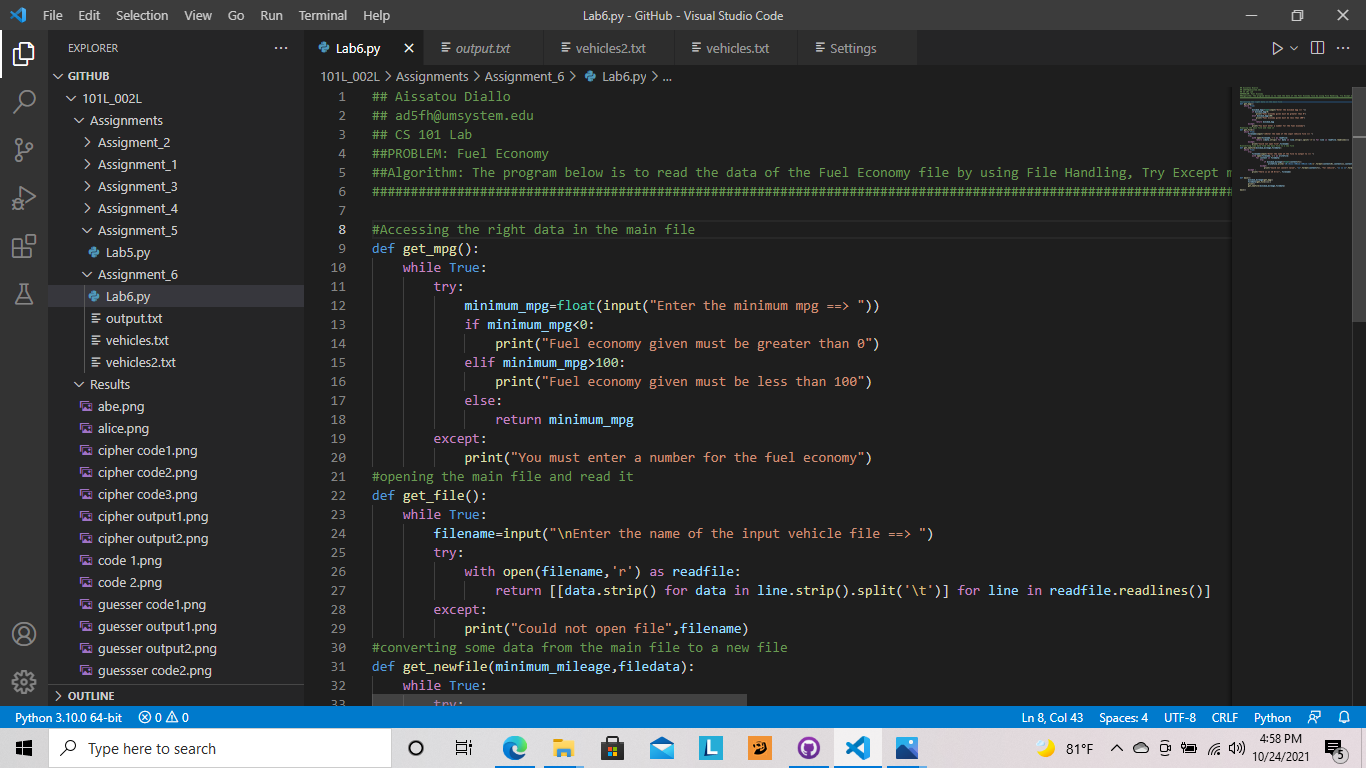 File Edit Selection View Go Run Terminal Help Lab6.py - GitHub - Visual Studio Code
EXPLORER
GITHUB
101L_002L
Assignments
Assigment_2
Assignment_1
Assignment_3
Assignment_4
Assignment_5
Lab5.py
Assignment_6
Lab6.py
output.txt
vehicles.txt
vehicles2.txt
Results
abe.png
alice.png
cipher code1.png
cipher code2.png
cipher code3.png
cipher output1.png
cipher output2.png
code 1.png
code 2.png
guesser code1.png
guesser output1.png
guesser output2.png
guessser code2.png
OUTLINE
Lab6.py output.txt vehicles2.txt vehicles.txt Settings
101L_002L > Assignments > Assignment_6 > Lab6.py > ...
1 ## Aissatou Diallo
2 ## ad5fh@umsystem.edu
3 ## CS 101 Lab
4 ##PROBLEM: Fuel Economy
5 ##Algorithm: The program below is to read the data of the Fuel Economy file by using File Handling, Try Except m
6 ################################################################################################################
7
8 #Accessing the right data in the main file
9 def get_mpg():
10     while True:
11         try:
12             minimum_mpg=float(input("Enter the minimum mpg ==> "))
13             if minimum_mpg<0:
14                 print("Fuel economy given must be greater than 0")
15             elif minimum_mpg>100:
16                 print("Fuel economy given must be less than 100")
17             else:
18                 return minimum_mpg
19         except:
20             print("You must enter a number for the fuel economy")
21 #opening the main file and read it
22 def get_file():
23     while True:
24         filename=input("\nEnter the name of the input vehicle file ==> ")
25         try:
26             with open(filename,'r') as readfile:
27                 return [[data.strip() for data in line.strip().split('\t')] for line in readfile.readlines()]
28         except:
29             print("Could not open file",filename)
30 #converting some data from the main file to a new file
31 def get_newfile(minimum_mileage,filedata):
32     while True:
33         try:
Python 3.10.0 64-bit 0 0 Ln 8, Col 43 Spaces: 4 UTF-8 CRLF Python
Type here to search
81°F
4:58 PM
10/24/2021
5